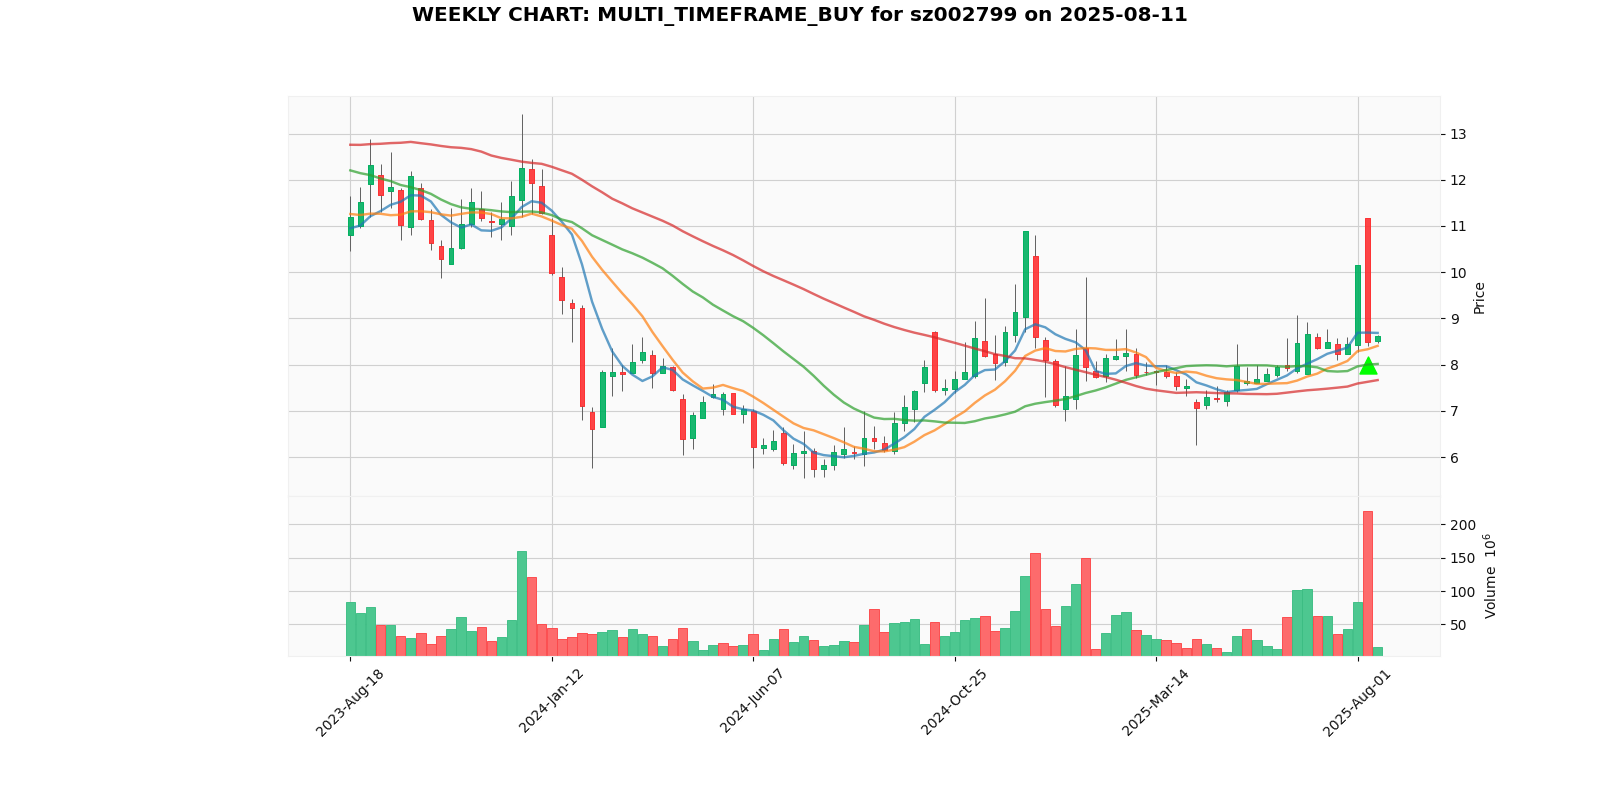 WEEKLY CHART: MULTI_TIMEFRAME_BUY for sz002799 on 2025-08-11
13
12
11
10
9
8
7
6
Price
200
150
100
50
Volume 10^6
2023-Aug-18
2024-Jan-12
2024-Jun-07
2024-Oct-25
2025-Mar-14
2025-Aug-01